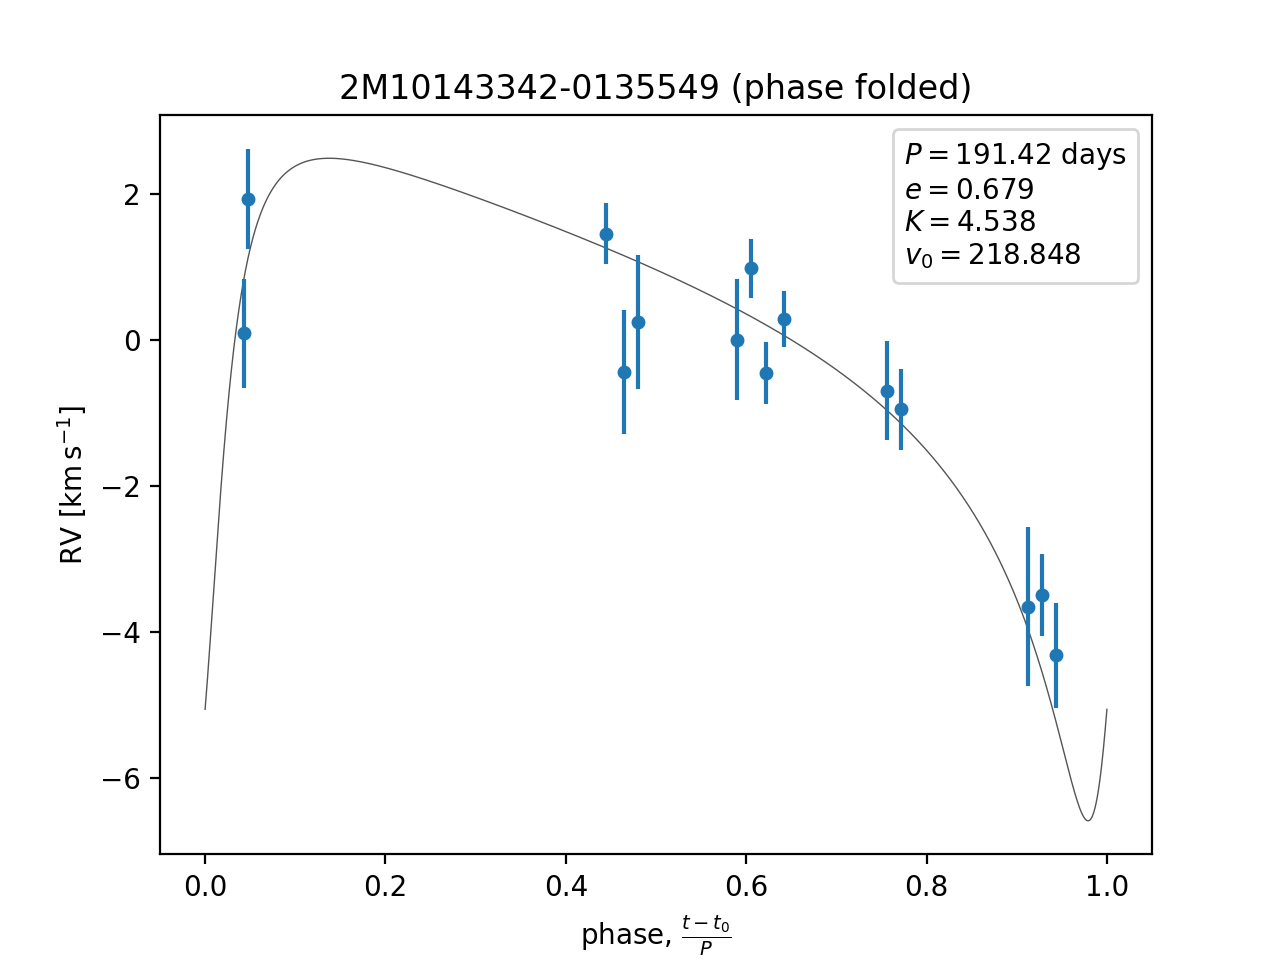 2M10143342-0135549 (phase folded)
P = 191.42 days
e = 0.679
K = 4.538
v₀ = 218.848
2
0
−2
−4
−6
RV [km s⁻¹]
0.0 0.2 0.4 0.6 0.8 1.0
phase, (t − t₀)/P